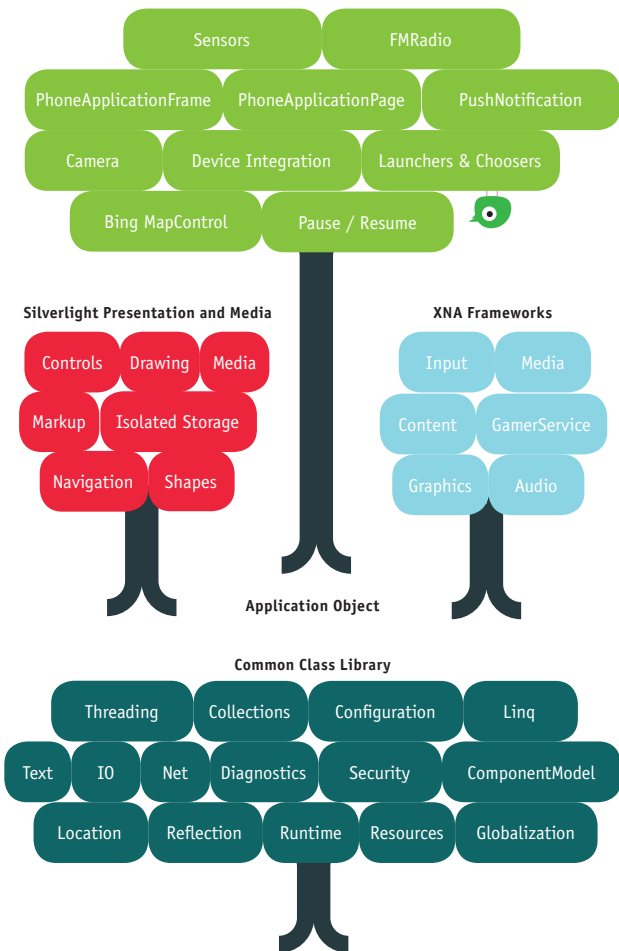 Sensors FMRadio
PhoneApplicationFrame PhoneApplicationPage PushNotification
Camera Device Integration Launchers & Choosers
Bing MapControl Pause / Resume
Silverlight Presentation and Media
Controls Drawing Media
Markup Isolated Storage
Navigation Shapes
XNA Frameworks
Input Media
Content GamerService
Graphics Audio
Application Object
Common Class Library
Threading Collections Configuration Linq
Text IO Net Diagnostics Security ComponentModel
Location Reflection Runtime Resources Globalization